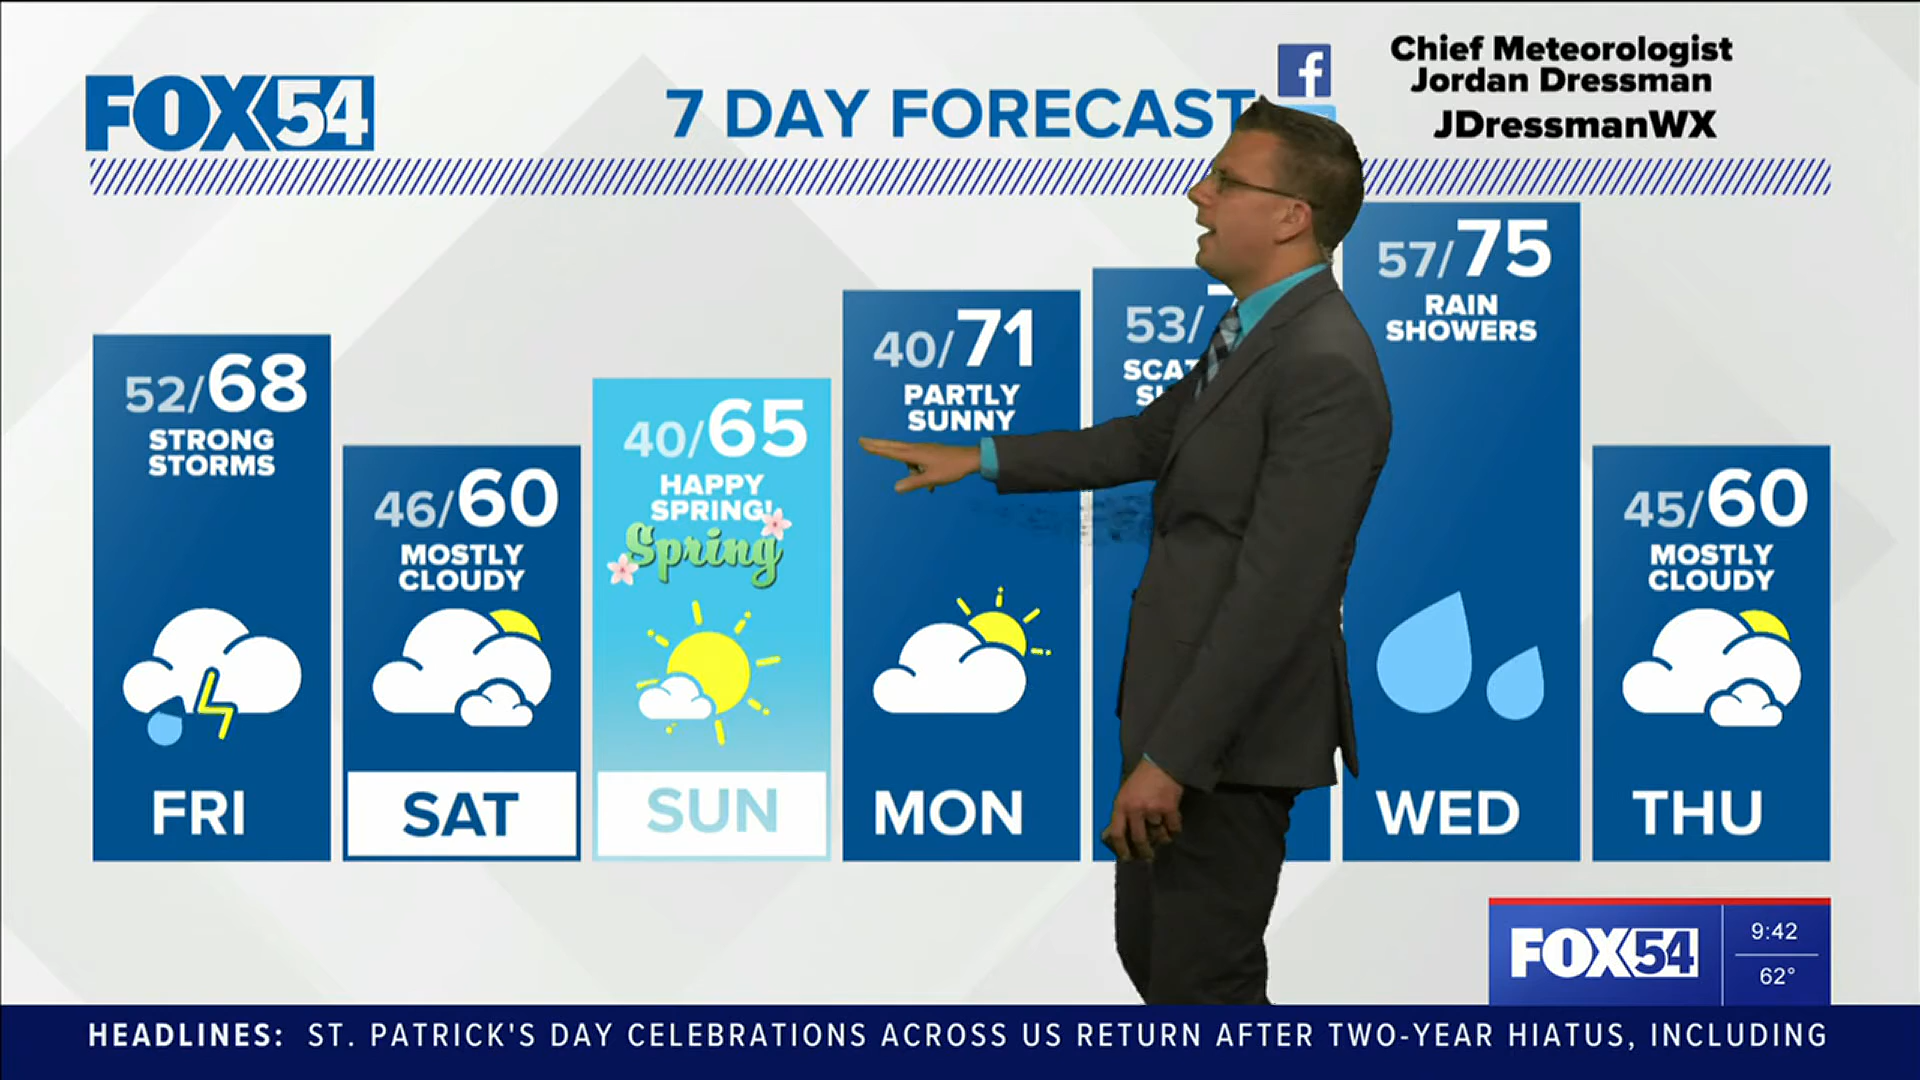 FOX54
7 DAY FORECAST
f
Chief Meteorologist
Jordan Dressman
JDressmanWX
52/68
STRONG
STORMS
FRI
46/60
MOSTLY
CLOUDY
SAT
40/65
HAPPY
SPRING!
Spring
SUN
40/71
PARTLY
SUNNY
MON
53/
57/75
RAIN
SHOWERS
WED
45/60
MOSTLY
CLOUDY
THU
FOX54
9:42
62°
HEADLINES: ST. PATRICK'S DAY CELEBRATIONS ACROSS US RETURN AFTER TWO-YEAR HIATUS, INCLUDING